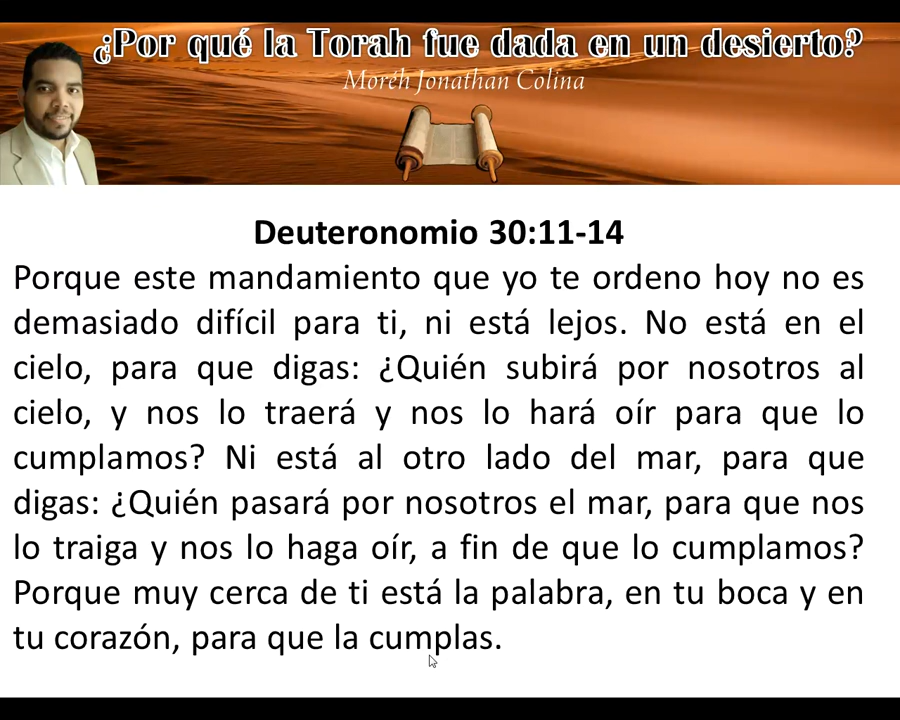 ¿Por qué la Torah fue dada en un desierto?
Moréh Jonathan Colina
Deuteronomio 30:11-14
Porque este mandamiento que yo te ordeno hoy no es
demasiado difícil para ti, ni está lejos. No está en el
cielo, para que digas: ¿Quién subirá por nosotros al
cielo, y nos lo traerá y nos lo hará oír para que lo
cumplamos? Ni está al otro lado del mar, para que
digas: ¿Quién pasará por nosotros el mar, para que nos
lo traiga y nos lo haga oír, a fin de que lo cumplamos?
Porque muy cerca de ti está la palabra, en tu boca y en
tu corazón, para que la cumplas.